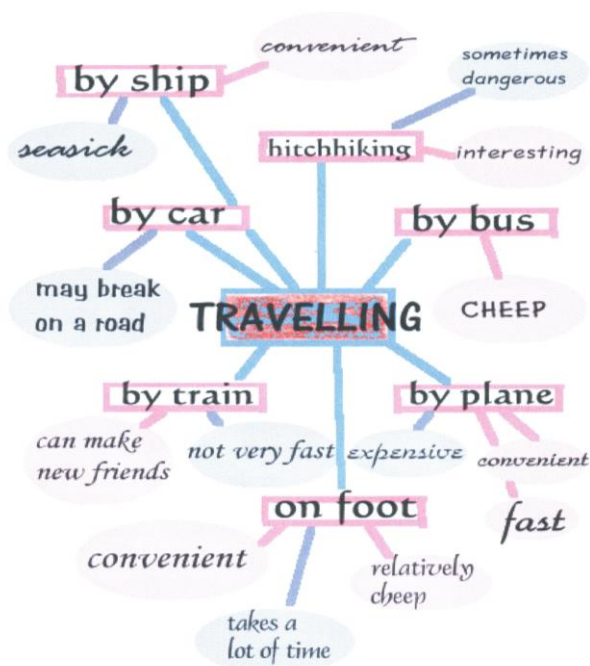 convenient
by ship
sometimes
dangerous
seasick
hitchhiking
interesting
by car
by bus
may break
on a road
TRAVELLING
CHEEP
by train
by plane
can make
new friends
not very fast
expensive
convenient
on foot
fast
convenient
relatively
cheep
takes a
lot of time